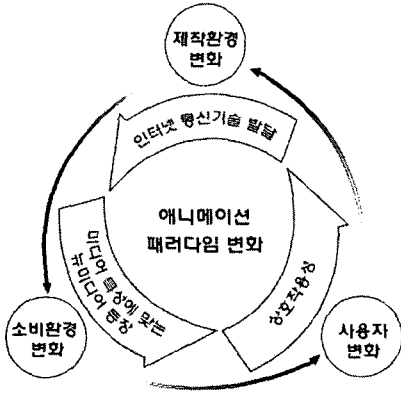 제작환경
변화
인터넷 통신기술 발달
애니메이션
패러다임 변화
미디어 특성에 맞는
뉴미디어 등장
상호작용성
소비환경
변화
사용자
변화